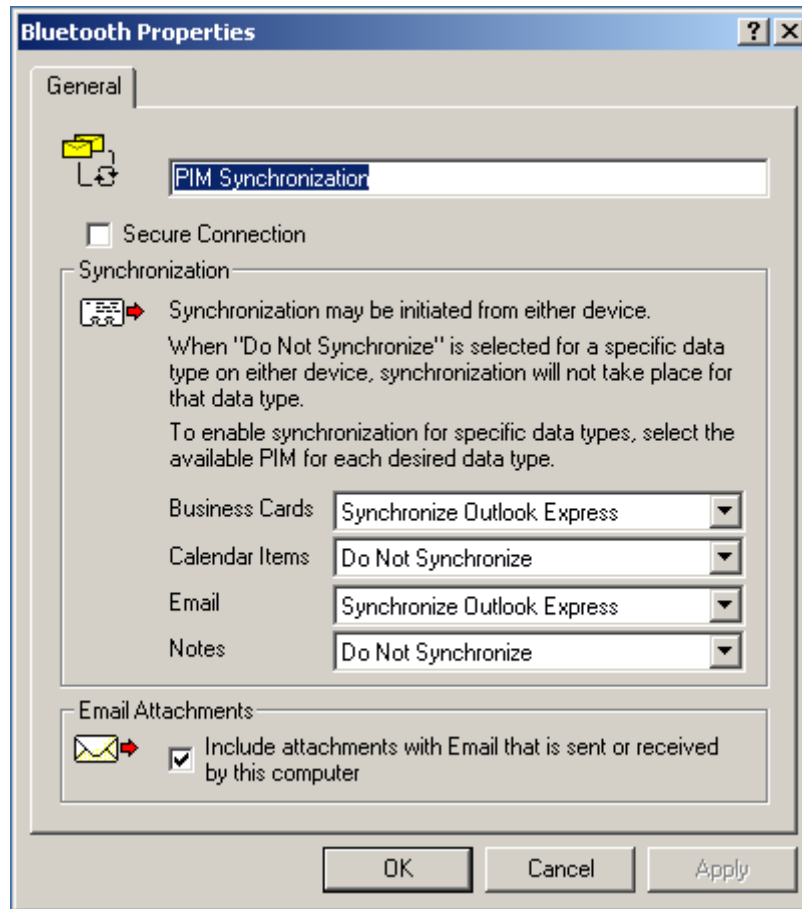 Bluetooth Properties
General
PIM Synchronization
Secure Connection
Synchronization
Synchronization may be initiated from either device.
When "Do Not Synchronize" is selected for a specific data
type on either device, synchronization will not take place for
that data type.
To enable synchronization for specific data types, select the
available PIM for each desired data type.
Business Cards Synchronize Outlook Express
Calendar Items Do Not Synchronize
Email Synchronize Outlook Express
Notes Do Not Synchronize
Email Attachments
Include attachments with Email that is sent or received
by this computer
OK Cancel Apply